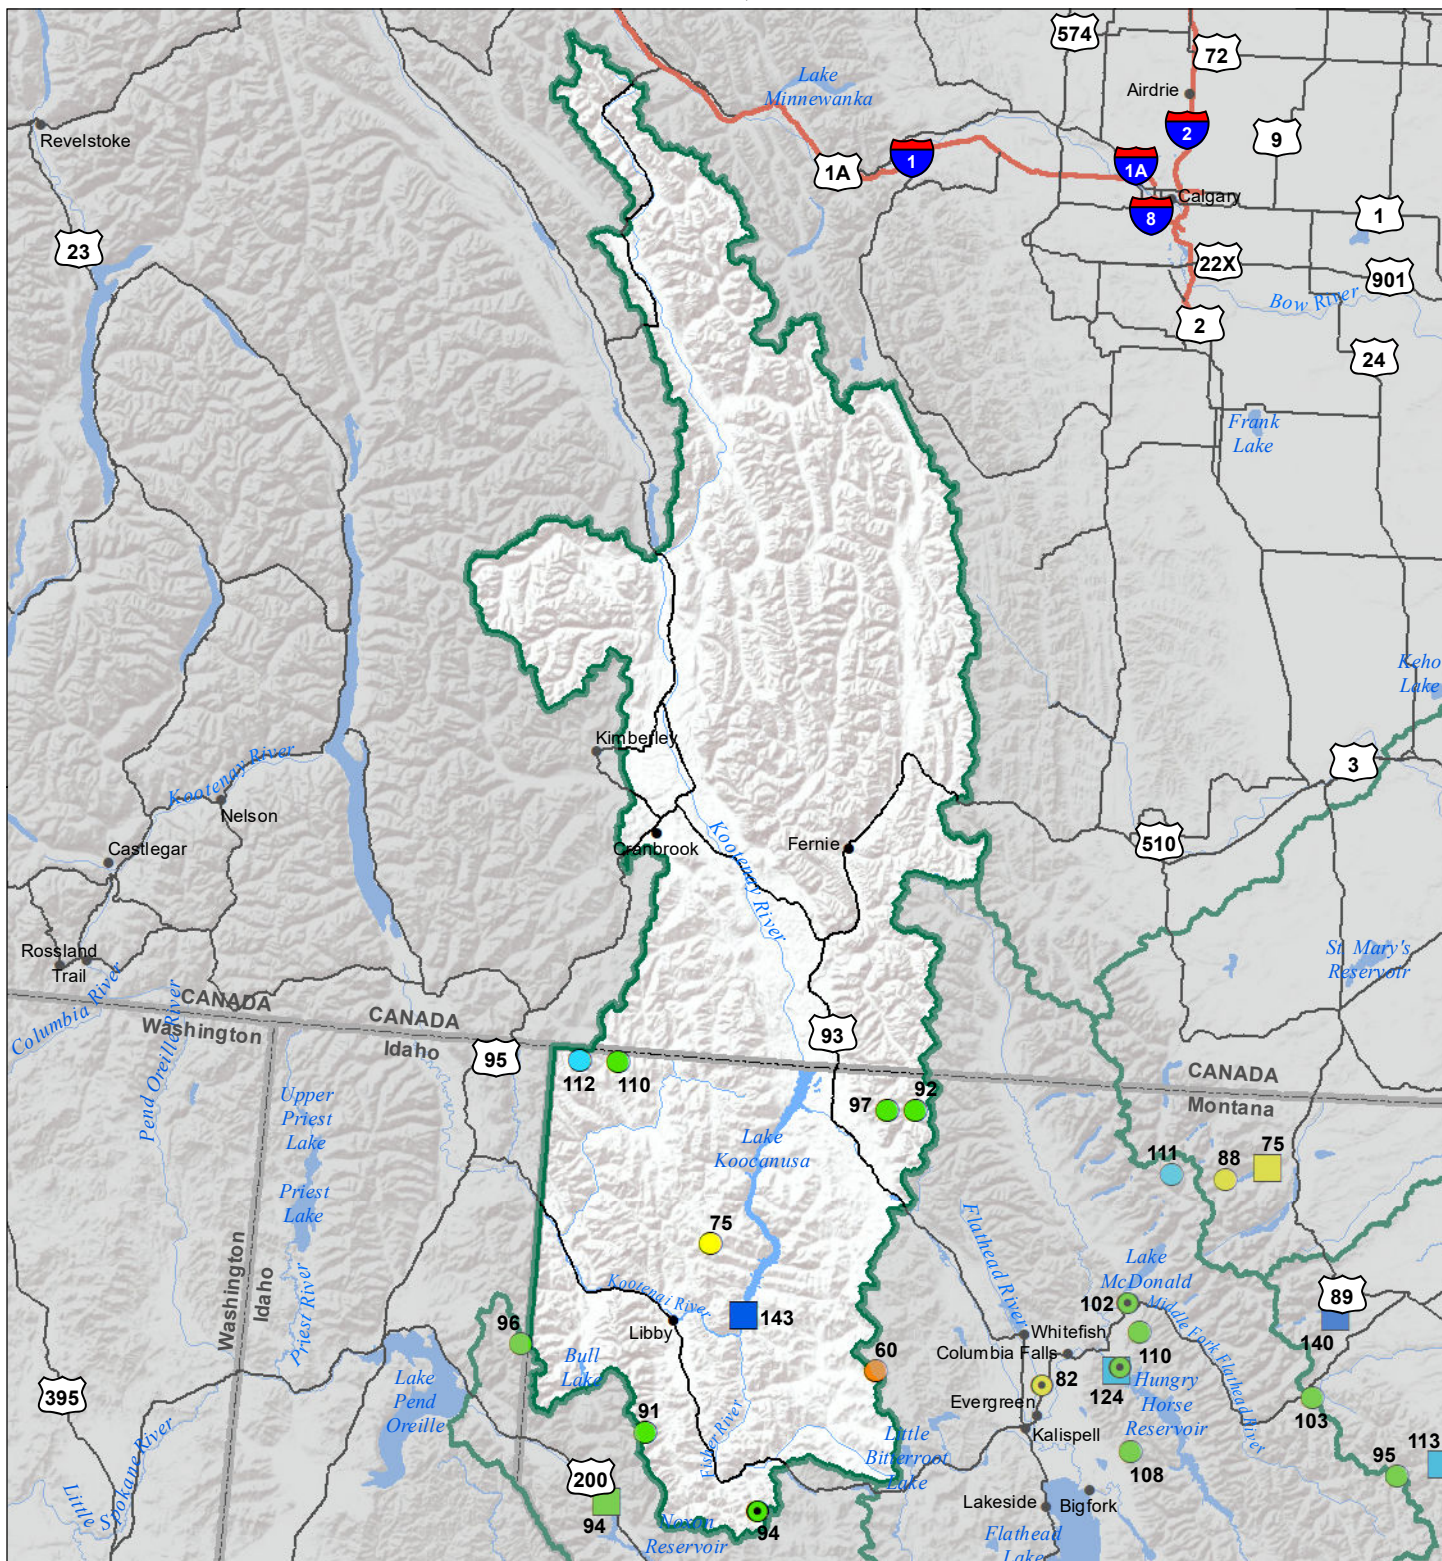 574
72
Lake
Minnewanka
Airdrie
Revelstoke
2
9
1
1A
1A
Calgary
8
1
23
22X
901
Bow River
2
24
Frank
Lake
Keho
Lake
Kimberley
3
Kootenay River
Nelson
Cranbrook
Kootenay River
Fernie
510
Castlegar
Rossland
Trail
Columbia River
St. Mary's
Reservoir
CANADA
Washington
CANADA
Idaho
95
93
CANADA
Montana
Pend Oreille River
112
110
97
92
Upper
Priest
Lake
Lake
Koocanusa
111
88
75
Priest
Lake
75
Flathead River
Lake
McDonald
Washington
Idaho
Priest River
Kootenai River
143
Libby
102
Middle Fork Flathead River
89
140
96
Whitefish
Columbia Falls
110
Bull
Lake
60
82
124
Hungry
Horse
Reservoir
395
Lake
Pend
Oreille
Evergreen
103
91
Fisher River
Kalispell
Little
Bitterroot
Lake
108
95
113
200
Little Spokane River
94
Noxon
Reservoir
94
Lakeside
Bigfork
Flathead
Lake